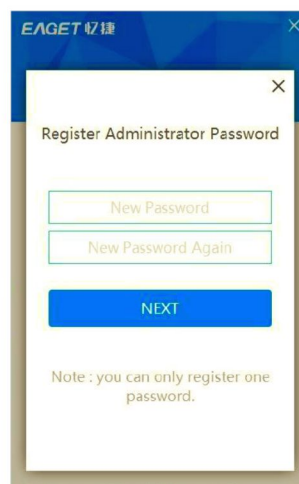 EAGET 忆捷
Register Administrator Password
New Password
New Password Again
NEXT
Note : you can only register one
password.